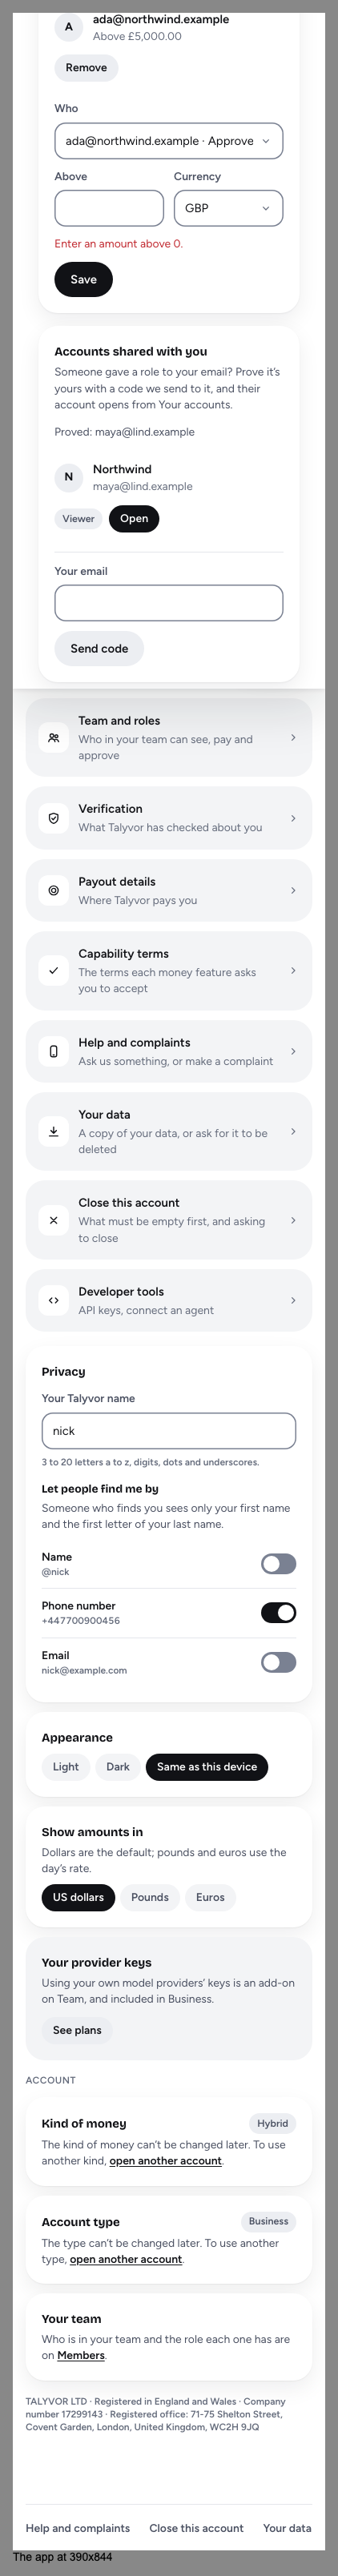 A
ada@northwind.example
Above £5,000.00
Remove
Who
ada@northwind.example · Approve
Above
Currency
GBP
Enter an amount above 0.
Save
Accounts shared with you
Someone gave a role to your email? Prove it's
yours with a code we send to it, and their
account opens from Your accounts.
Proved: maya@lind.example
N
Northwind
maya@lind.example
Viewer
Open
Your email
Send code
Team and roles
Who in your team can see, pay and
approve
Verification
What Talyvor has checked about you
Payout details
Where Talyvor pays you
Capability terms
The terms each money feature asks
you to accept
Help and complaints
Ask us something, or make a complaint
Your data
A copy of your data, or ask for it to be
deleted
Close this account
What must be empty first, and asking
to close
Developer tools
API keys, connect an agent
Privacy
Your Talyvor name
nick
3 to 20 letters a to z, digits, dots and underscores.
Let people find me by
Someone who finds you sees only your first name
and the first letter of your last name.
Name
@nick
Phone number
+447700900456
Email
nick@example.com
Appearance
Light
Dark
Same as this device
Show amounts in
Dollars are the default; pounds and euros use the
day's rate.
US dollars
Pounds
Euros
Your provider keys
Using your own model providers' keys is an add-on
on Team, and included in Business.
See plans
ACCOUNT
Kind of money
Hybrid
The kind of money can't be changed later. To use
another kind, open another account.
Account type
Business
The type can't be changed later. To use another
type, open another account.
Your team
Who is in your team and the role each one has are
on Members.
TALYVOR LTD · Registered in England and Wales · Company
number 17299143 · Registered office: 71-75 Shelton Street,
Covent Garden, London, United Kingdom, WC2H 9JQ
Help and complaints
Close this account
Your data
The app at 390x844